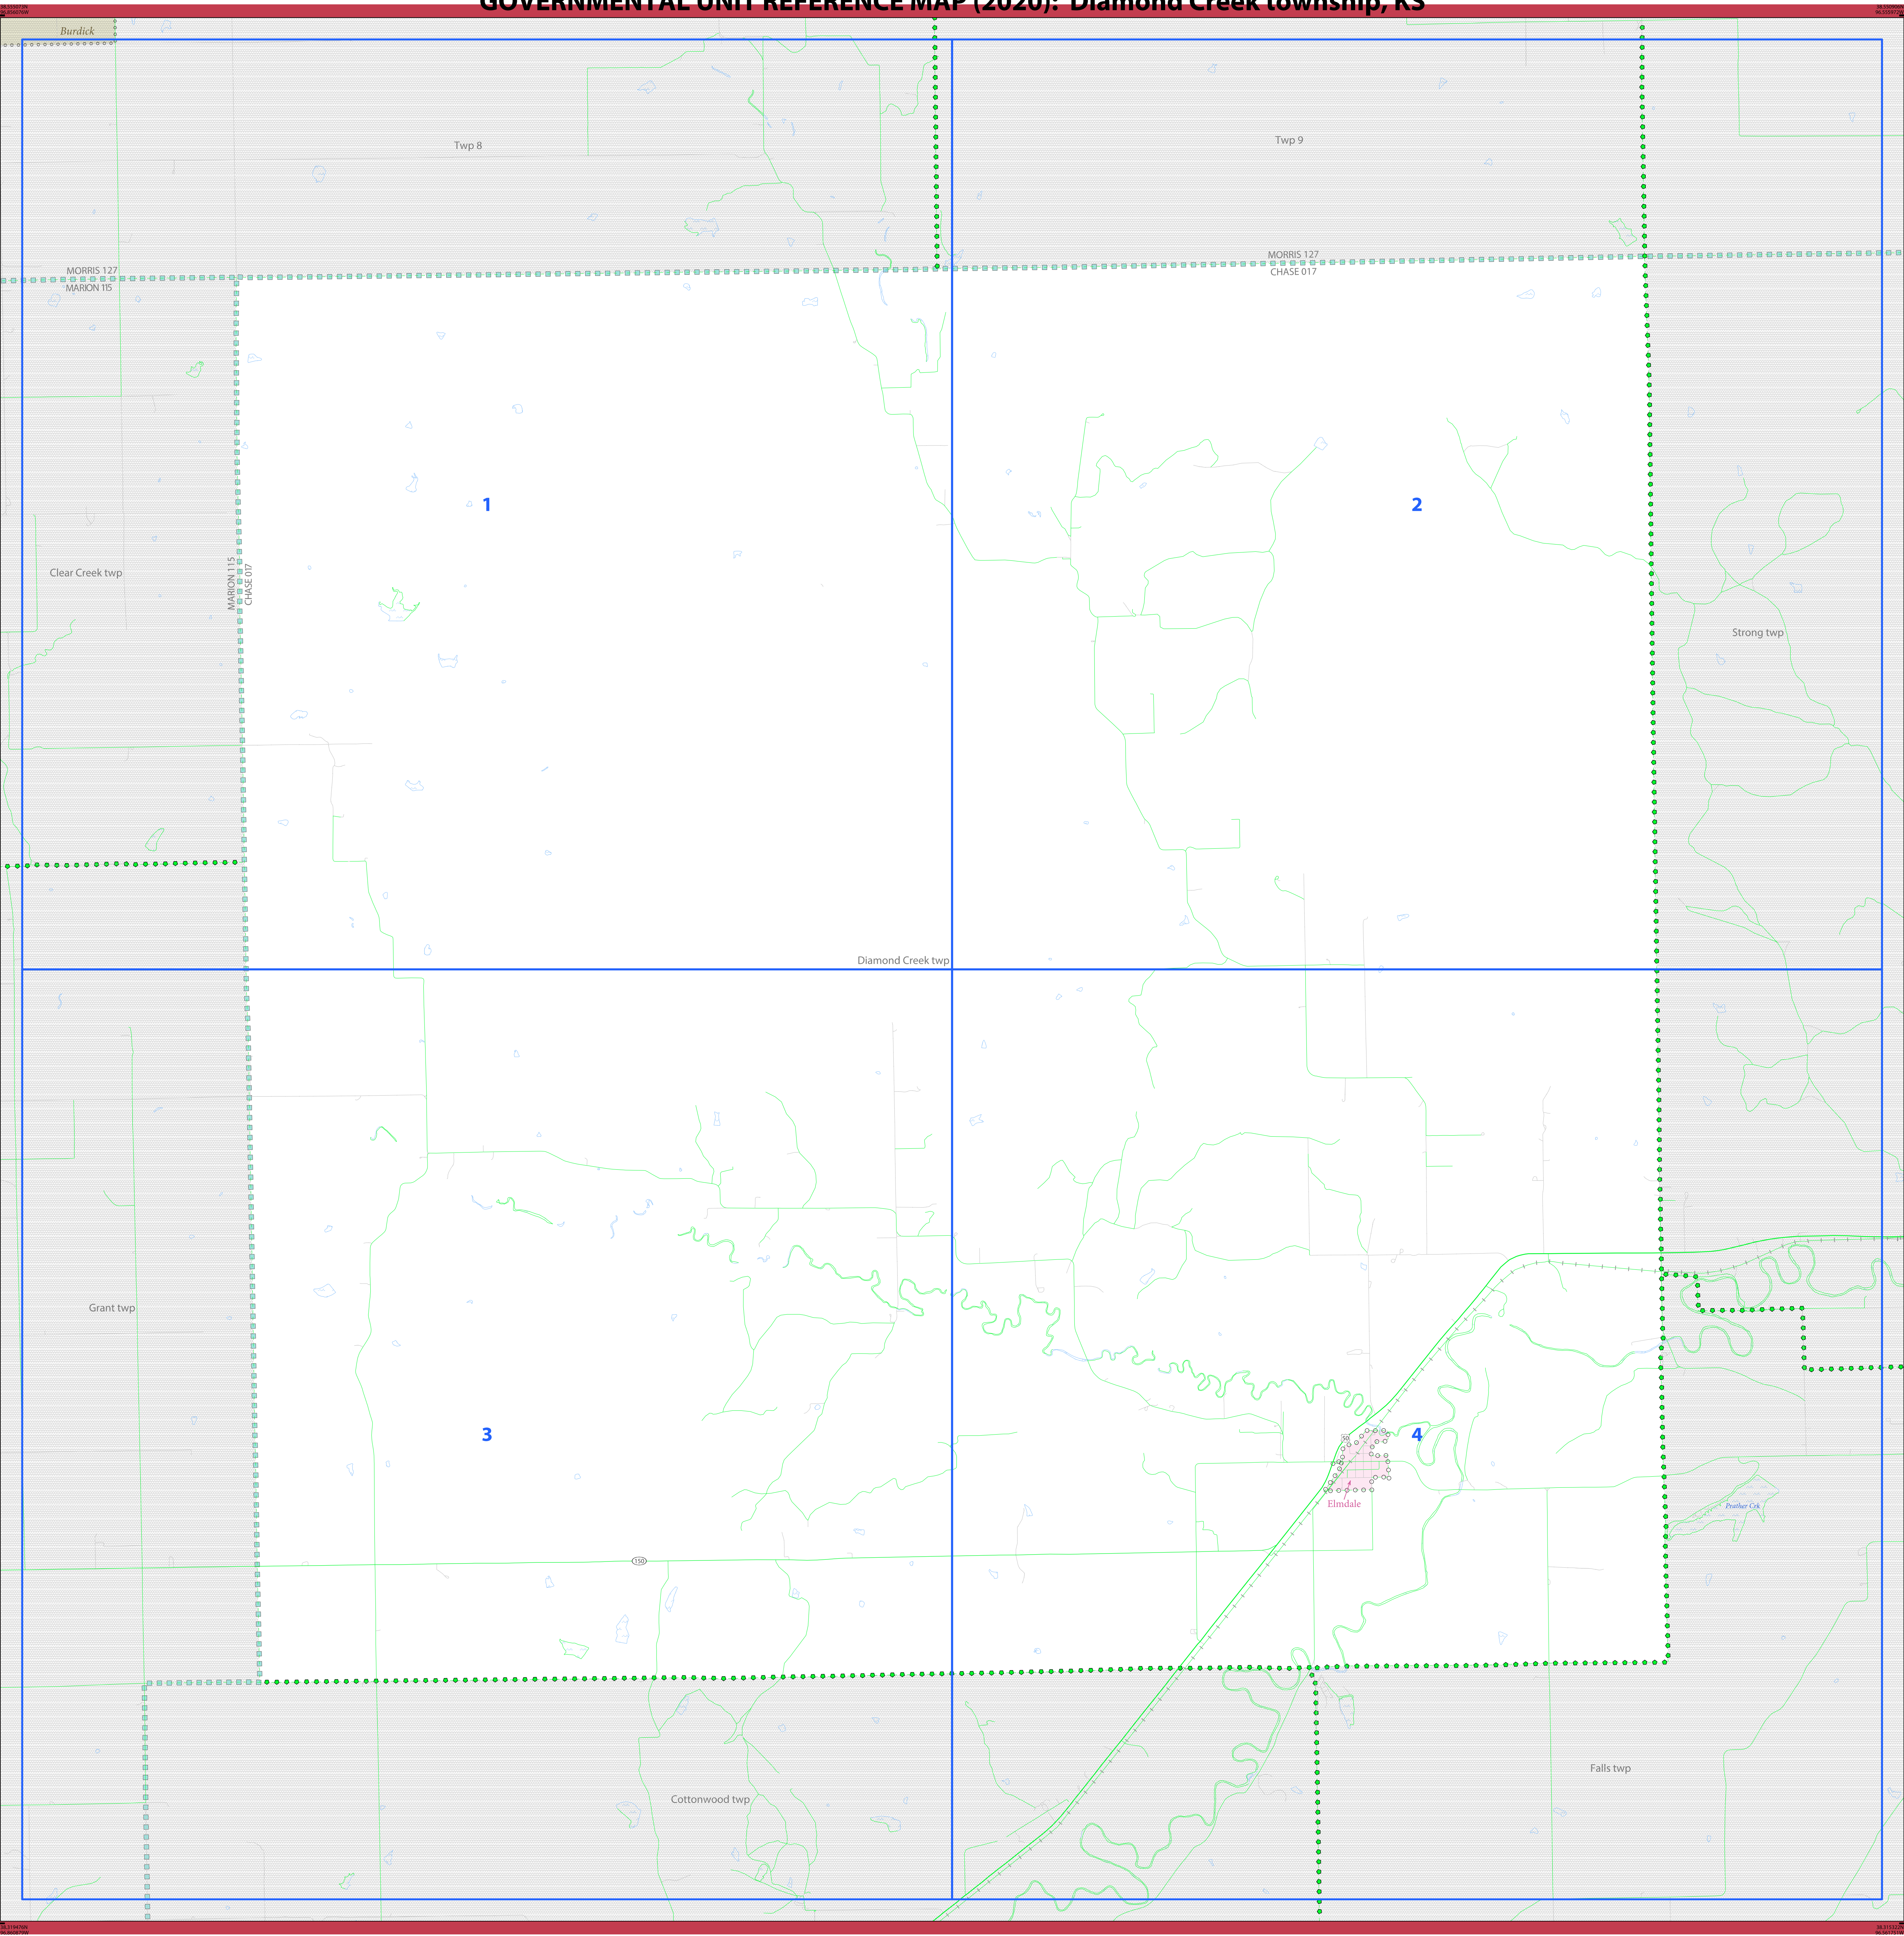 GOVERNMENTAL UNIT REFERENCE MAP (2020): Diamond Creek township, KS
Burdick
Twp 8
Twp 9
MORRIS 127
MARION 115
MORRIS 127
CHASE 017
1
2
Clear Creek twp
MARION 115
CHASE 017
Strong twp
Diamond Creek twp
Grant twp
3
4
50
Elmdale
Prather Crk
150
Cottonwood twp
Falls twp